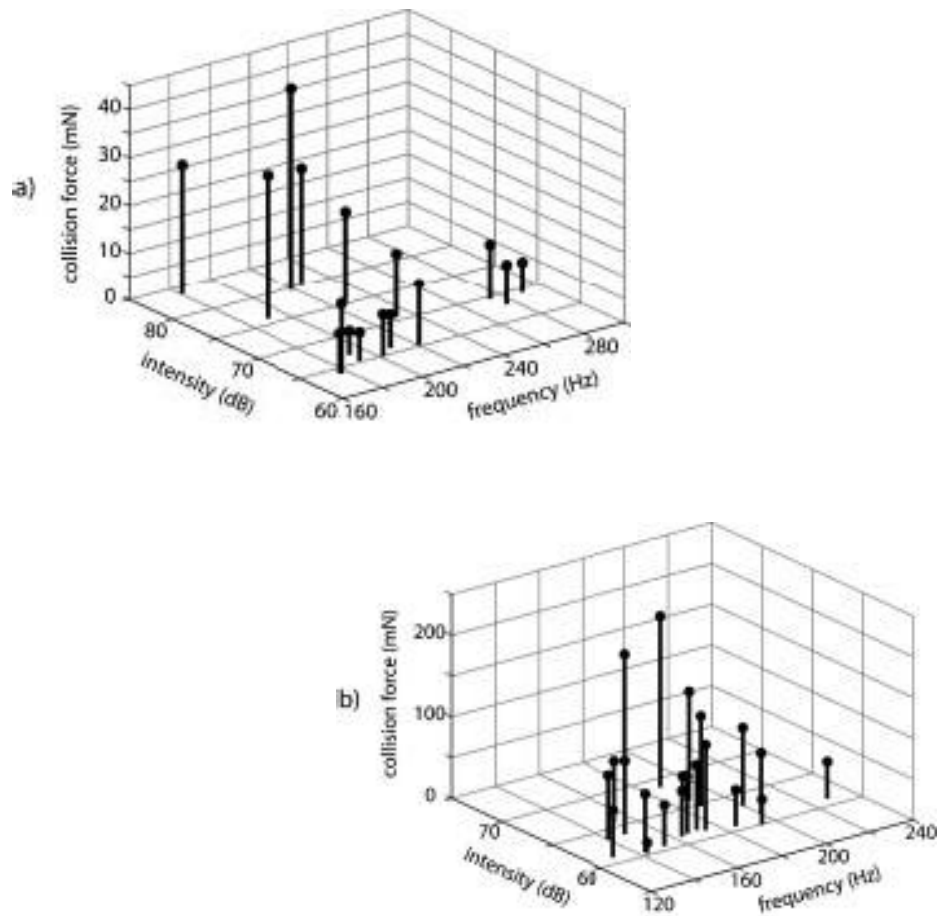 a)
collision force (mN)
40
30
20
10
0
80
70
60
intensity (dB)
160
200
240
280
frequency (Hz)
b)
collision force (mN)
200
100
0
70
60
intensity (dB)
120
160
200
240
frequency (Hz)